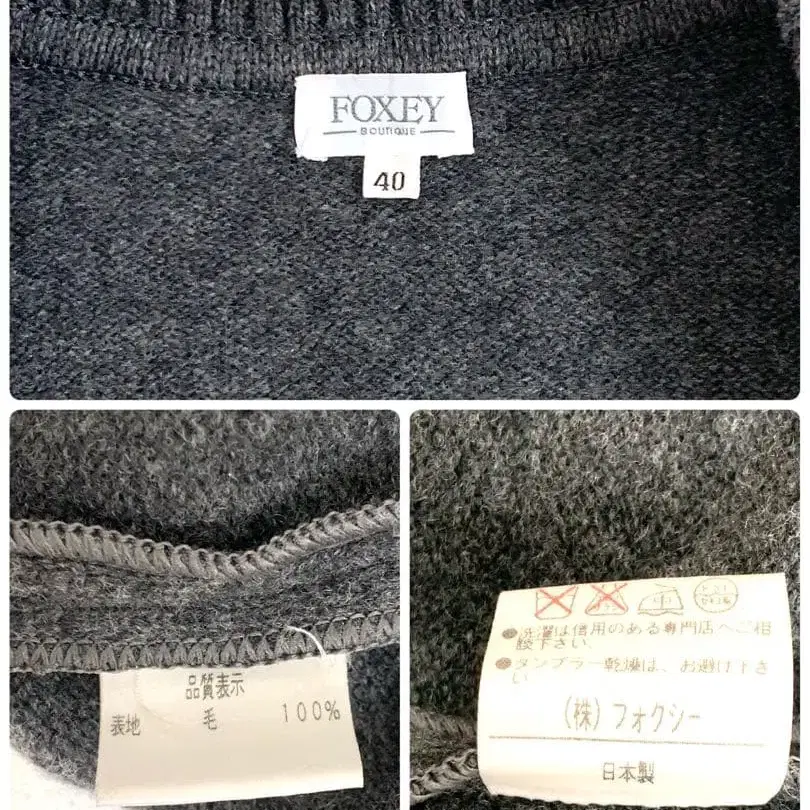 FOXEY
BOUTIQUE
40
品質表示
表地 毛 100%
●洗濯は信用のある専門店へご相
談下さい.
●タンブラー乾燥は、お避け下さ
い
(株)フォクシー
日本製